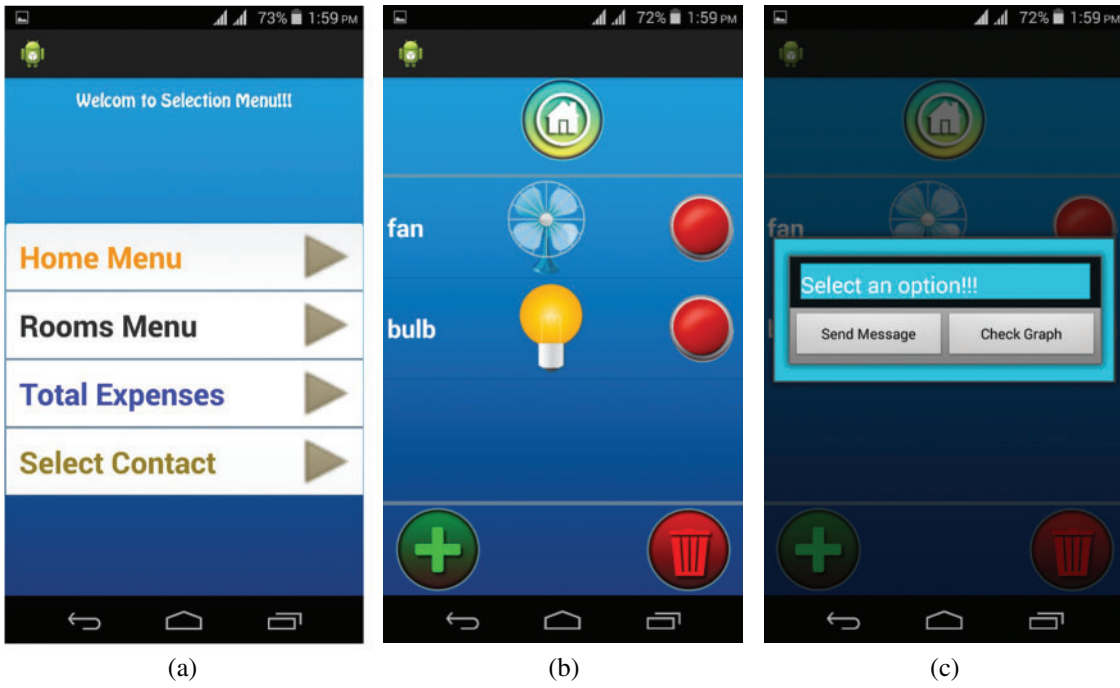 73% 1:59 PM
Welcom to Selection Menu!!!
Home Menu
Rooms Menu
Total Expenses
Select Contact
(a)
72% 1:59 PM
fan
bulb
(b)
72% 1:59 PM
fan
Select an option!!!
Send Message Check Graph
(c)